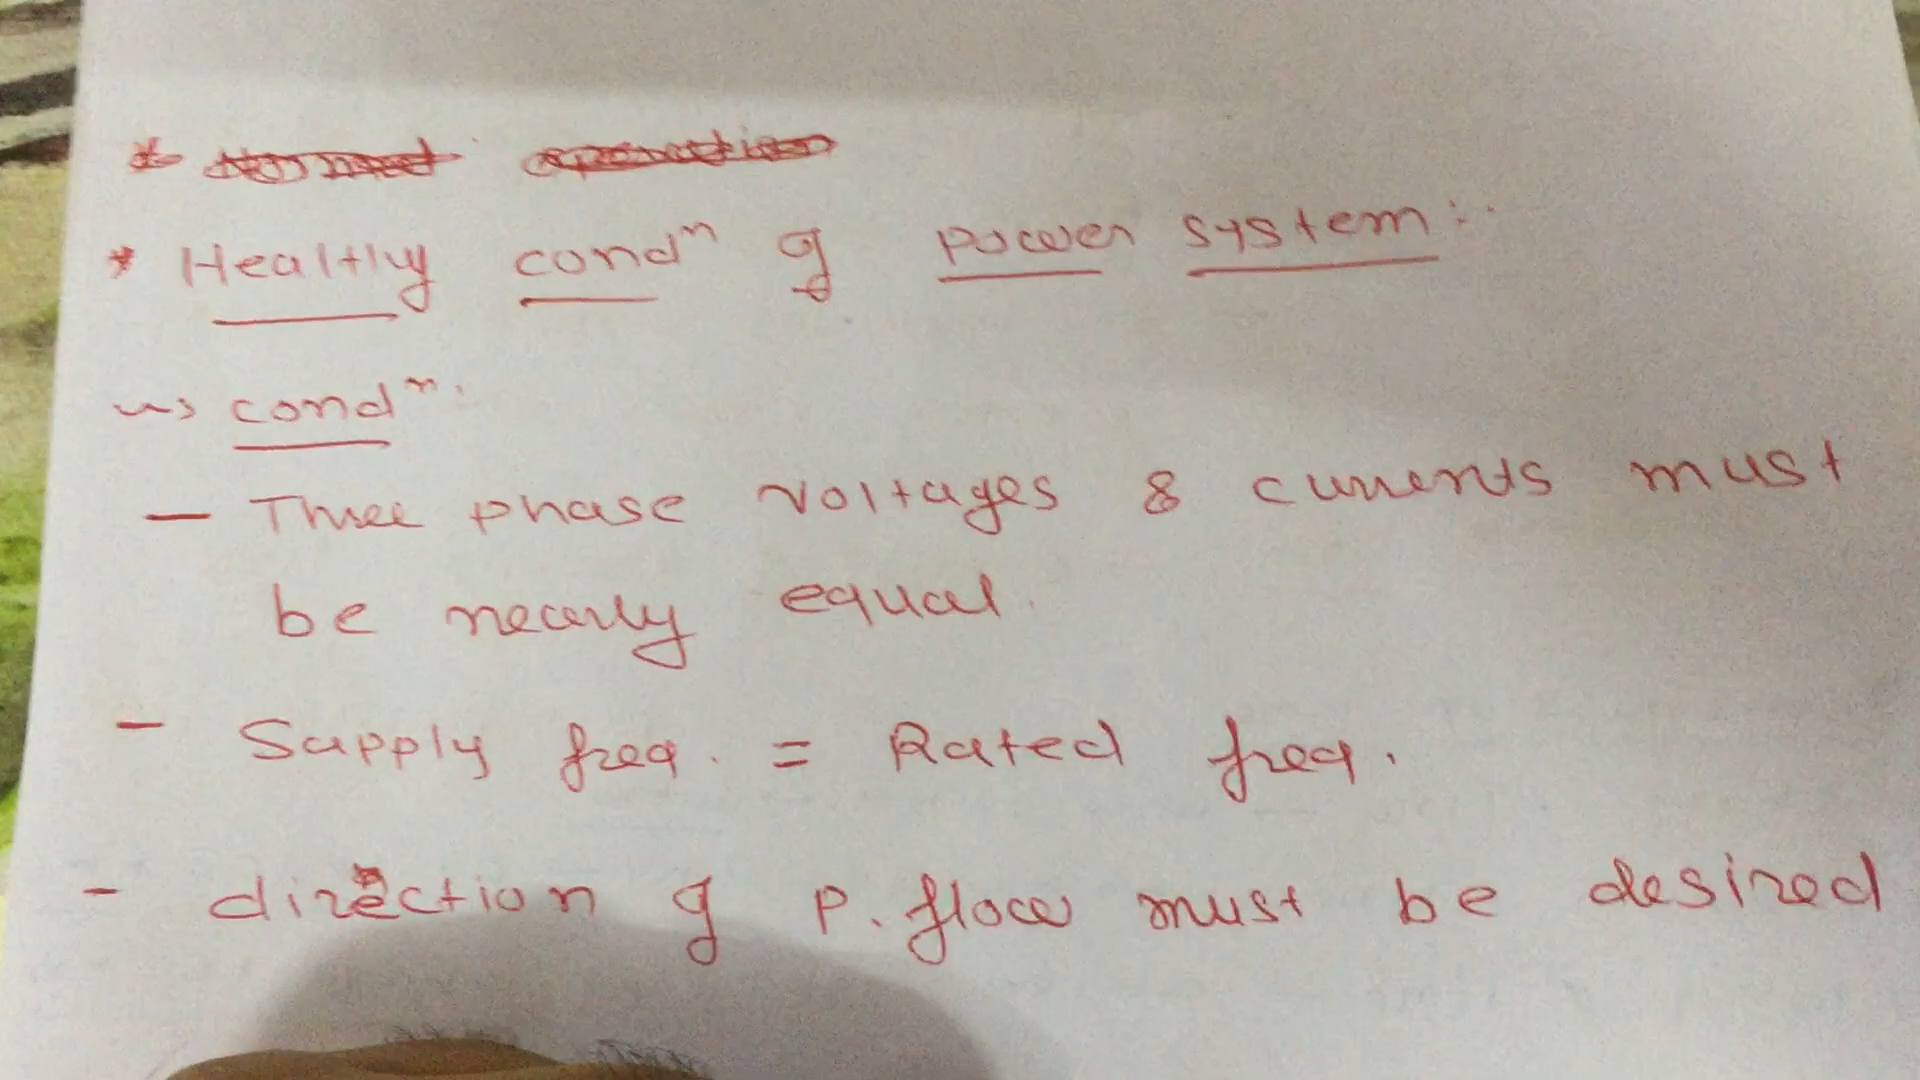 * Healthy condⁿ of power system :-
↝ condⁿ.
— Three phase voltages & currents must
be nearly equal.
- Supply freq. = Rated freq.
- direction of P. flow must be desired